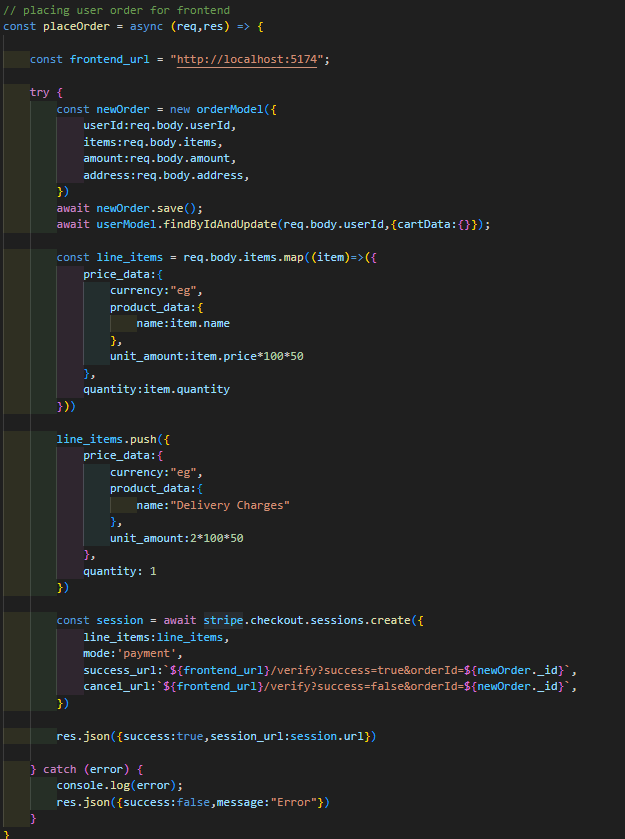 // placing user order for frontend
const placeOrder = async (req,res) => {
const frontend_url = "http://localhost:5174";
try {
const newOrder = new orderModel({
userId:req.body.userId,
items:req.body.items,
amount:req.body.amount,
address:req.body.address,
})
await newOrder.save();
await userModel.findByIdAndUpdate(req.body.userId,{cartData:{}});
const line_items = req.body.items.map((item)=>({
price_data:{
currency:"eg",
product_data:{
name:item.name
},
unit_amount:item.price*100*50
},
quantity:item.quantity
}))
line_items.push({
price_data:{
currency:"eg",
product_data:{
name:"Delivery Charges"
},
unit_amount:2*100*50
},
quantity: 1
})
const session = await stripe.checkout.sessions.create({
line_items:line_items,
mode:'payment',
success_url:`${frontend_url}/verify?success=true&orderId=${newOrder._id}`,
cancel_url:`${frontend_url}/verify?success=false&orderId=${newOrder._id}`,
})
res.json({success:true,session_url:session.url})
} catch (error) {
console.log(error);
res.json({success:false,message:"Error"})
}
}